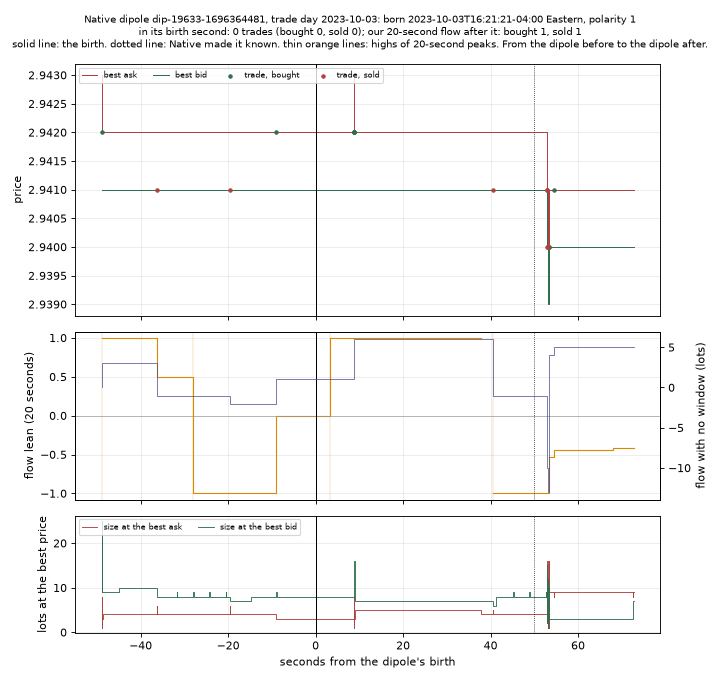 Native dipole dip-19633-1696364481, trade day 2023-10-03: born 2023-10-03T16:21:21-04:00 Eastern, polarity 1
in its birth second: 0 trades (bought 0, sold 0); our 20-second flow after it: bought 1, sold 1
solid line: the birth. dotted line: Native made it known. thin orange lines: highs of 20-second peaks. From the dipole before to the dipole after.
best ask best bid trade, bought trade, sold
2.9430
2.9425
2.9420
2.9415
2.9410
2.9405
2.9400
2.9395
2.9390
price
1.0
0.5
0.0
−0.5
−1.0
flow lean (20 seconds)
5
0
−5
−10
flow with no window (lots)
size at the best ask size at the best bid
20
10
0
lots at the best price
−40 −20 0 20 40 60
seconds from the dipole's birth